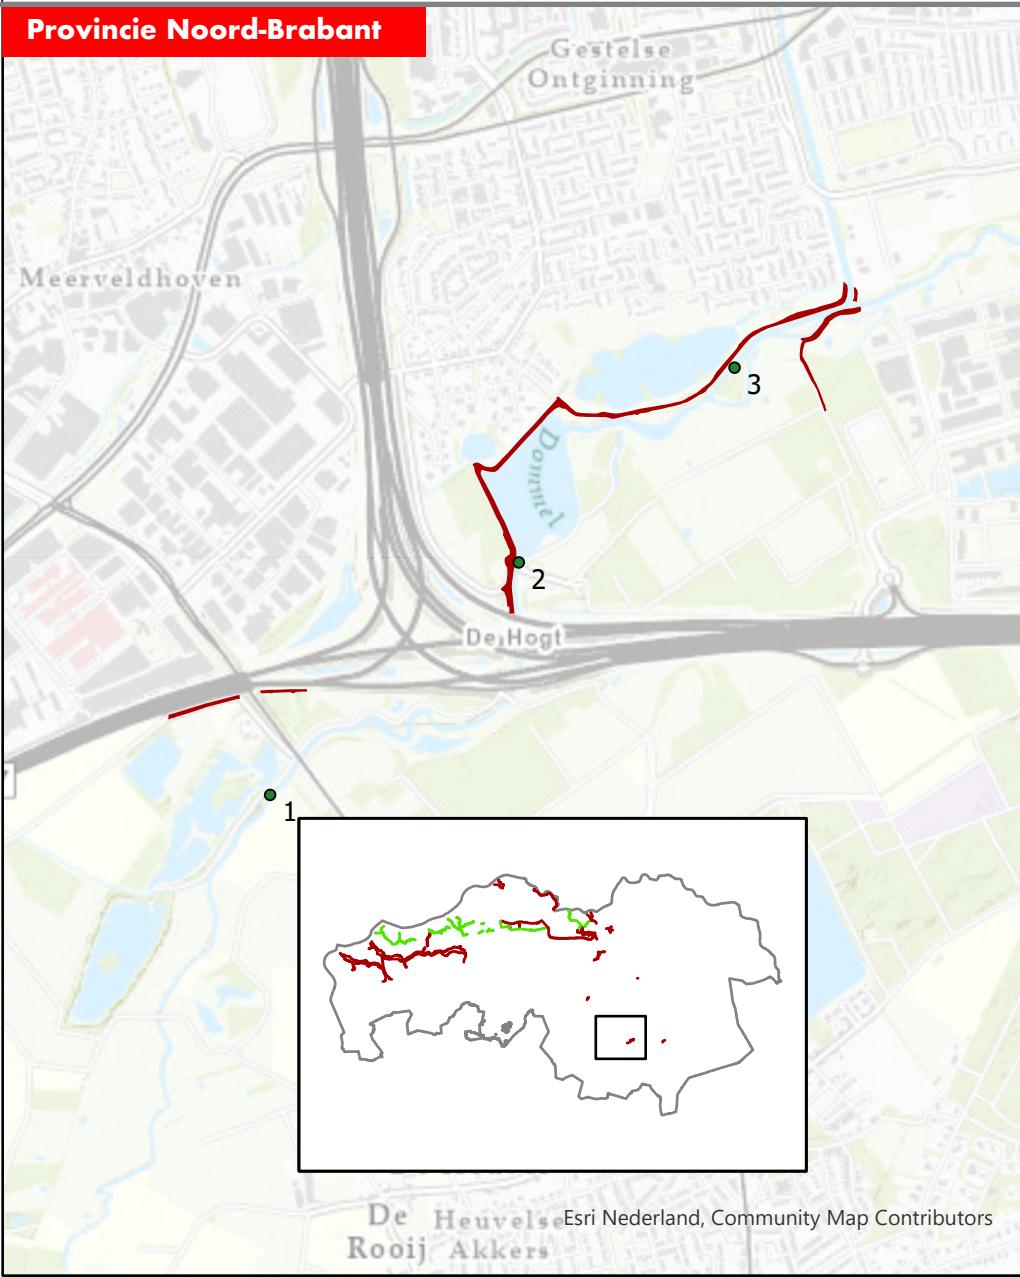 Provincie Noord-Brabant
Gestelse
Ontginning
Meerveldhoven
3
Dommel
2
De Hogt
1
De Heuvelse
Rooij Akkers
Esri Nederland, Community Map Contributors